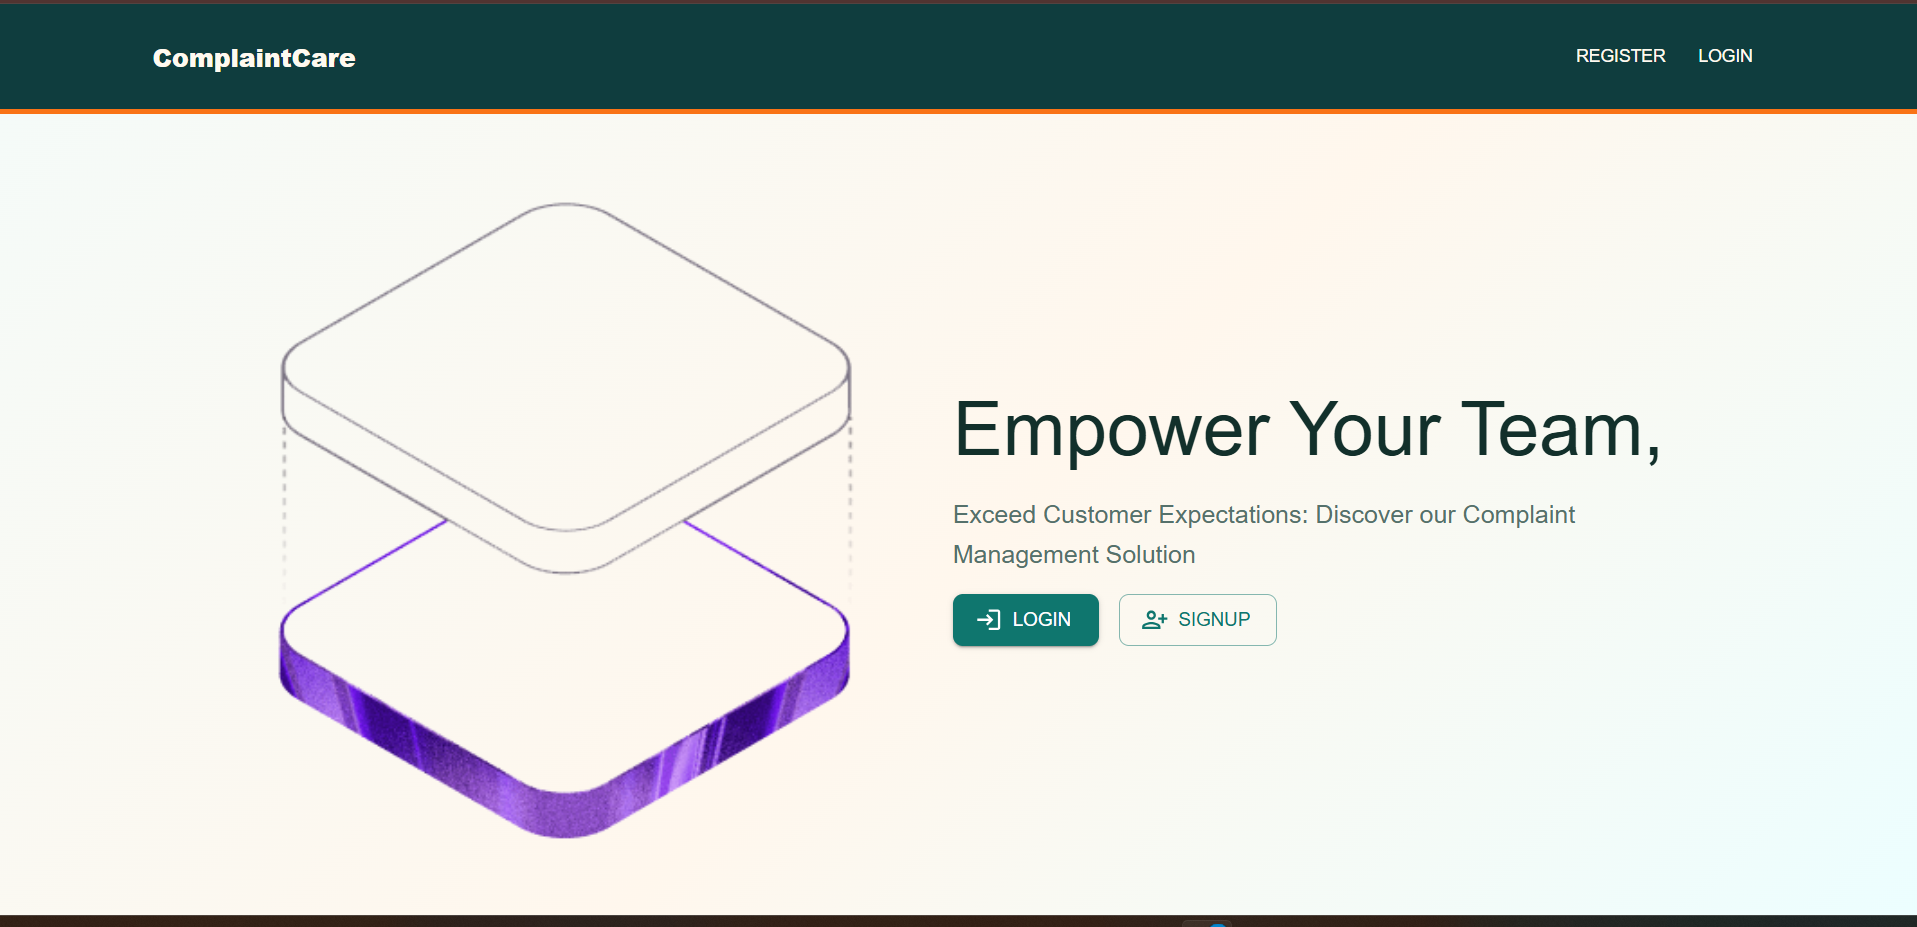 ComplaintCare
REGISTER
LOGIN
Empower Your Team,
Exceed Customer Expectations: Discover our Complaint
Management Solution
LOGIN
SIGNUP